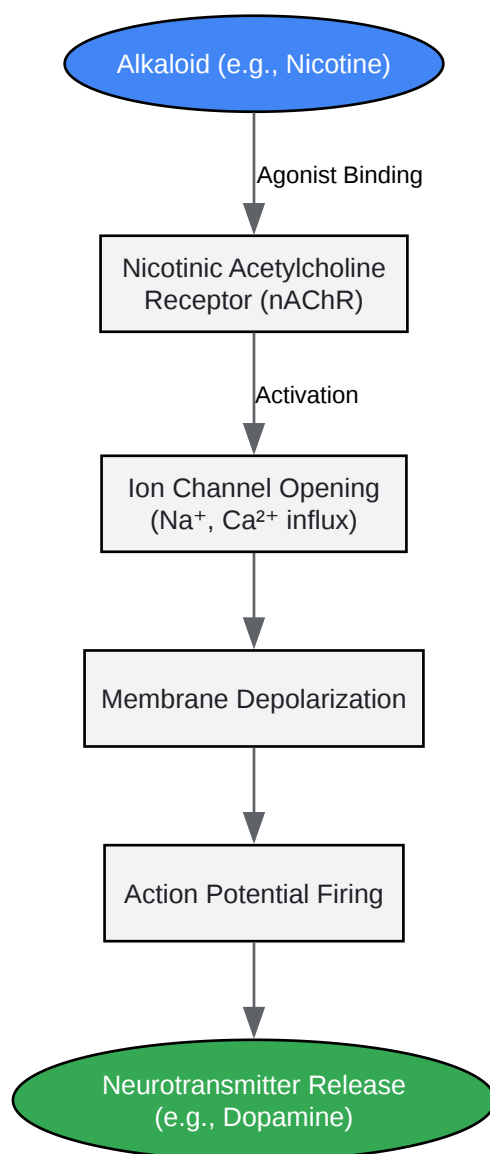 Alkaloid (e.g., Nicotine)
Agonist Binding
Nicotinic Acetylcholine
Receptor (nAChR)
Activation
Ion Channel Opening
(Na⁺, Ca²⁺ influx)
Membrane Depolarization
Action Potential Firing
Neurotransmitter Release
(e.g., Dopamine)